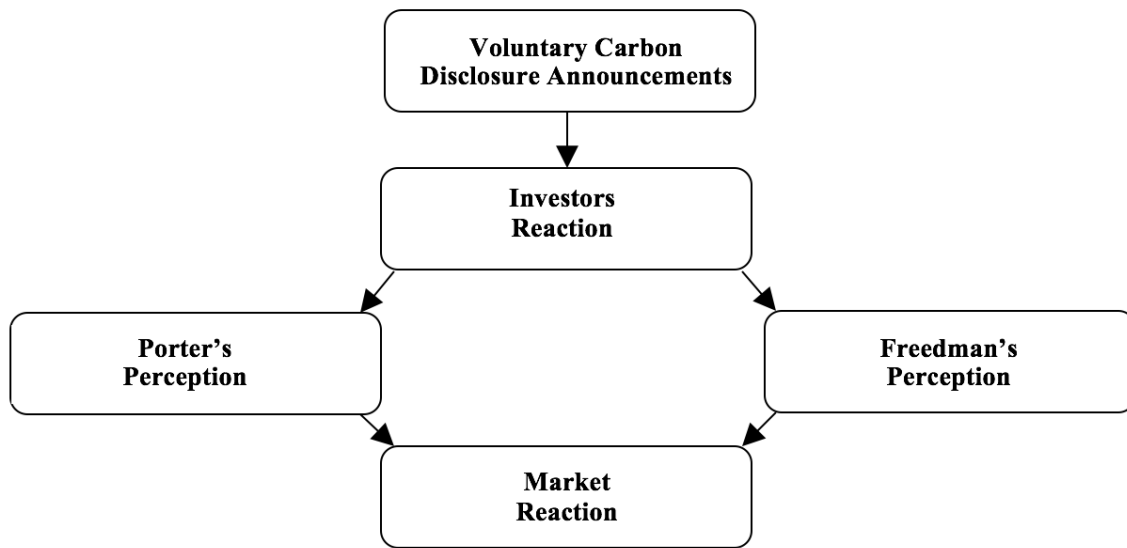 Voluntary Carbon
Disclosure Announcements
Investors
Reaction
Porter’s
Perception
Freedman’s
Perception
Market
Reaction